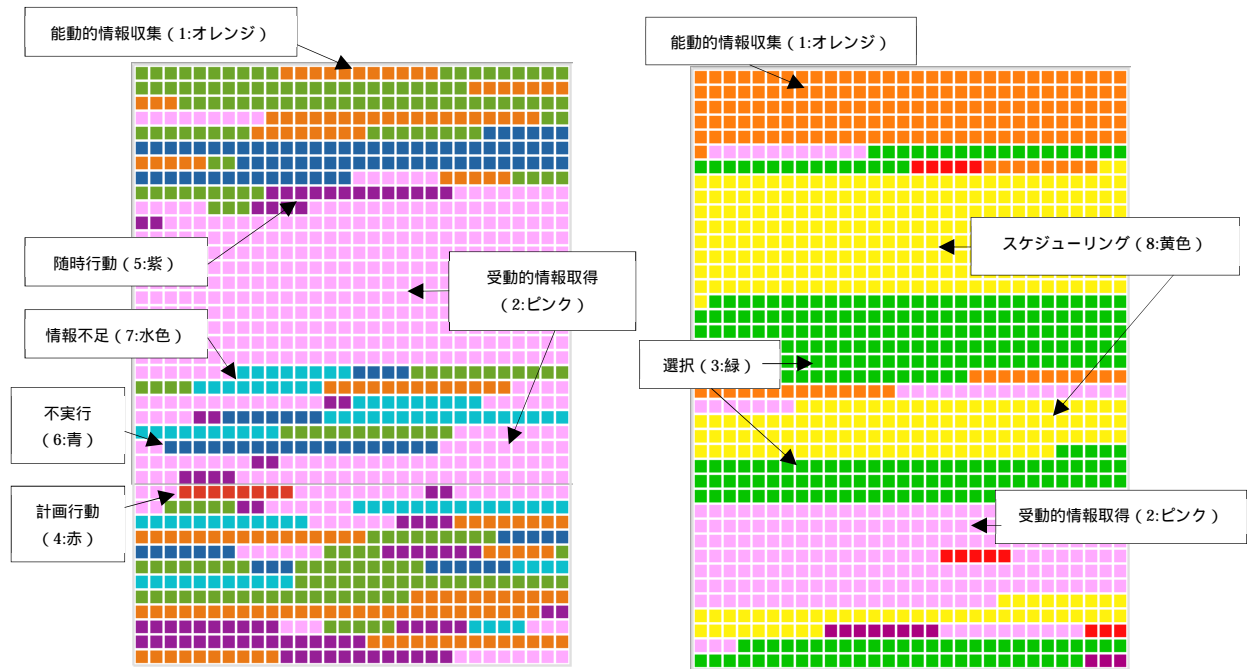 能動的情報収集(1:オレンジ)
随時行動(5:紫)
受動的情報取得
(2:ピンク)
情報不足(7:水色)
不実行
(6:青)
計画行動
(4:赤)
能動的情報収集(1:オレンジ)
スケジューリング(8:黄色)
選択(3:緑)
受動的情報取得(2:ピンク)